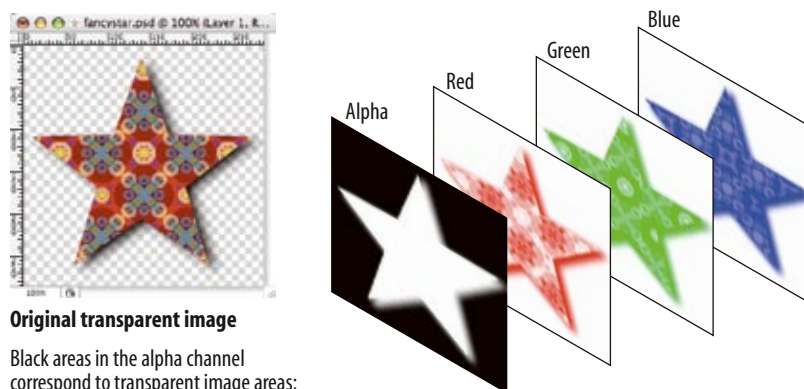 fancystar.psd @ 100% (Layer 1, R...
Original transparent image
Black areas in the alpha channel
correspond to transparent image areas;
Alpha
Red
Green
Blue